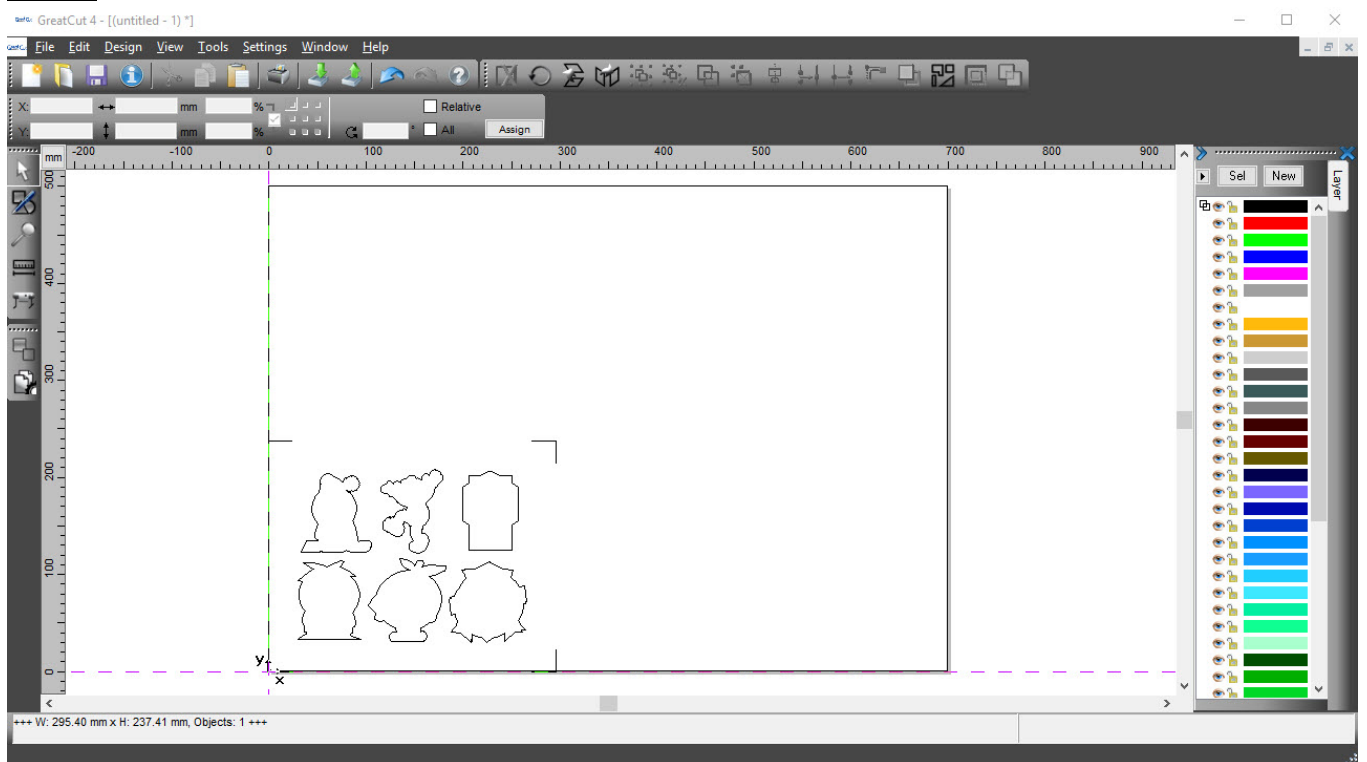 GreatCut 4 - [(untitled - 1) *]
File Edit Design View Tools Settings Window Help
X: mm % Relative
Y: mm % ° All Assign
mm -200 -100 0 100 200 300 400 500 600 700 800 900
Sel New
Layer
500
400
300
200
100
0
y
x
+++ W: 295.40 mm x H: 237.41 mm, Objects: 1 +++